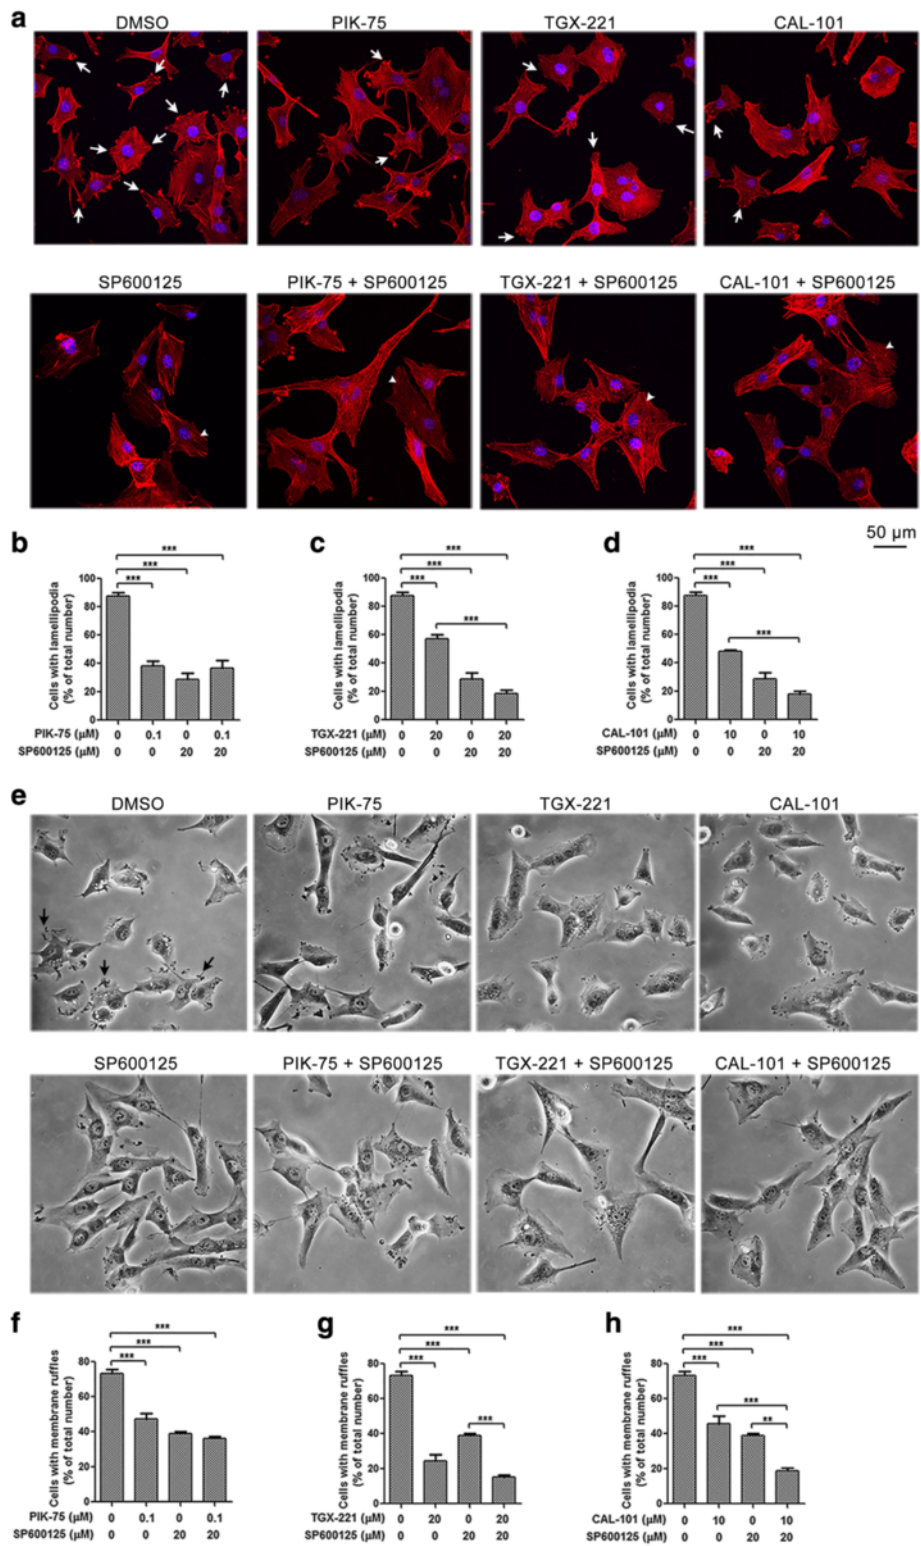 a
DMSO PIK-75 TGX-221 CAL-101
SP600125 PIK-75 + SP600125 TGX-221 + SP600125 CAL-101 + SP600125
50 µm
b
***
***
***
Cells with lamellipodia
(% of total number)
100
80
60
40
20
0
PIK-75 (µM) 0 0.1 0 0.1
SP600125 (µM) 0 0 20 20
c
***
***
***
***
Cells with lamellipodia
(% of total number)
100
80
60
40
20
0
TGX-221 (µM) 0 20 0 20
SP600125 (µM) 0 0 20 20
d
***
***
***
***
Cells with lamellipodia
(% of total number)
100
80
60
40
20
0
CAL-101 (µM) 0 10 0 10
SP600125 (µM) 0 0 20 20
e
DMSO PIK-75 TGX-221 CAL-101
SP600125 PIK-75 + SP600125 TGX-221 + SP600125 CAL-101 + SP600125
f
***
***
***
Cells with membrane ruffles
(% of total number)
80
60
40
20
0
PIK-75 (µM) 0 0.1 0 0.1
SP600125 (µM) 0 0 20 20
g
***
***
***
***
Cells with membrane ruffles
(% of total number)
80
60
40
20
0
TGX-221 (µM) 0 20 0 20
SP600125 (µM) 0 0 20 20
h
***
***
***
***
**
Cells with membrane ruffles
(% of total number)
80
60
40
20
0
CAL-101 (µM) 0 10 0 10
SP600125 (µM) 0 0 20 20